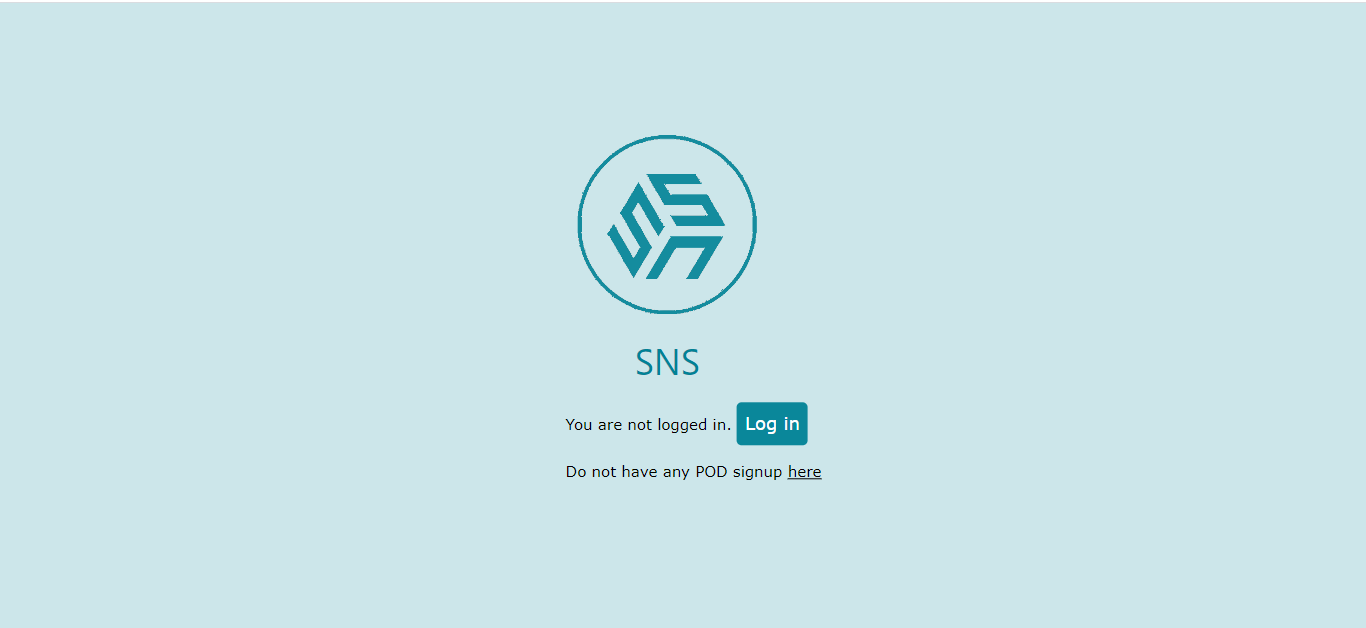 SNS
You are not logged in. Log in
Do not have any POD signup here